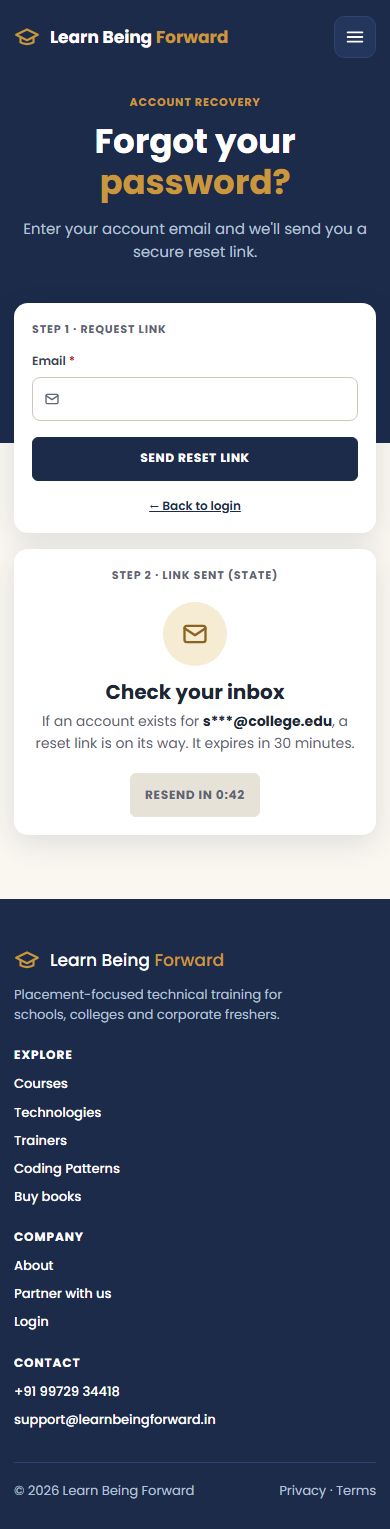 Learn Being Forward
ACCOUNT RECOVERY
Forgot your
password?
Enter your account email and we'll send you a
secure reset link.
STEP 1 · REQUEST LINK
Email *
SEND RESET LINK
← Back to login
STEP 2 · LINK SENT (STATE)
Check your inbox
If an account exists for s***@college.edu, a
reset link is on its way. It expires in 30 minutes.
RESEND IN 0:42
Learn Being Forward
Placement-focused technical training for
schools, colleges and corporate freshers.
EXPLORE
Courses
Technologies
Trainers
Coding Patterns
Buy books
COMPANY
About
Partner with us
Login
CONTACT
+91 99729 34418
support@learnbeingforward.in
© 2026 Learn Being Forward
Privacy · Terms